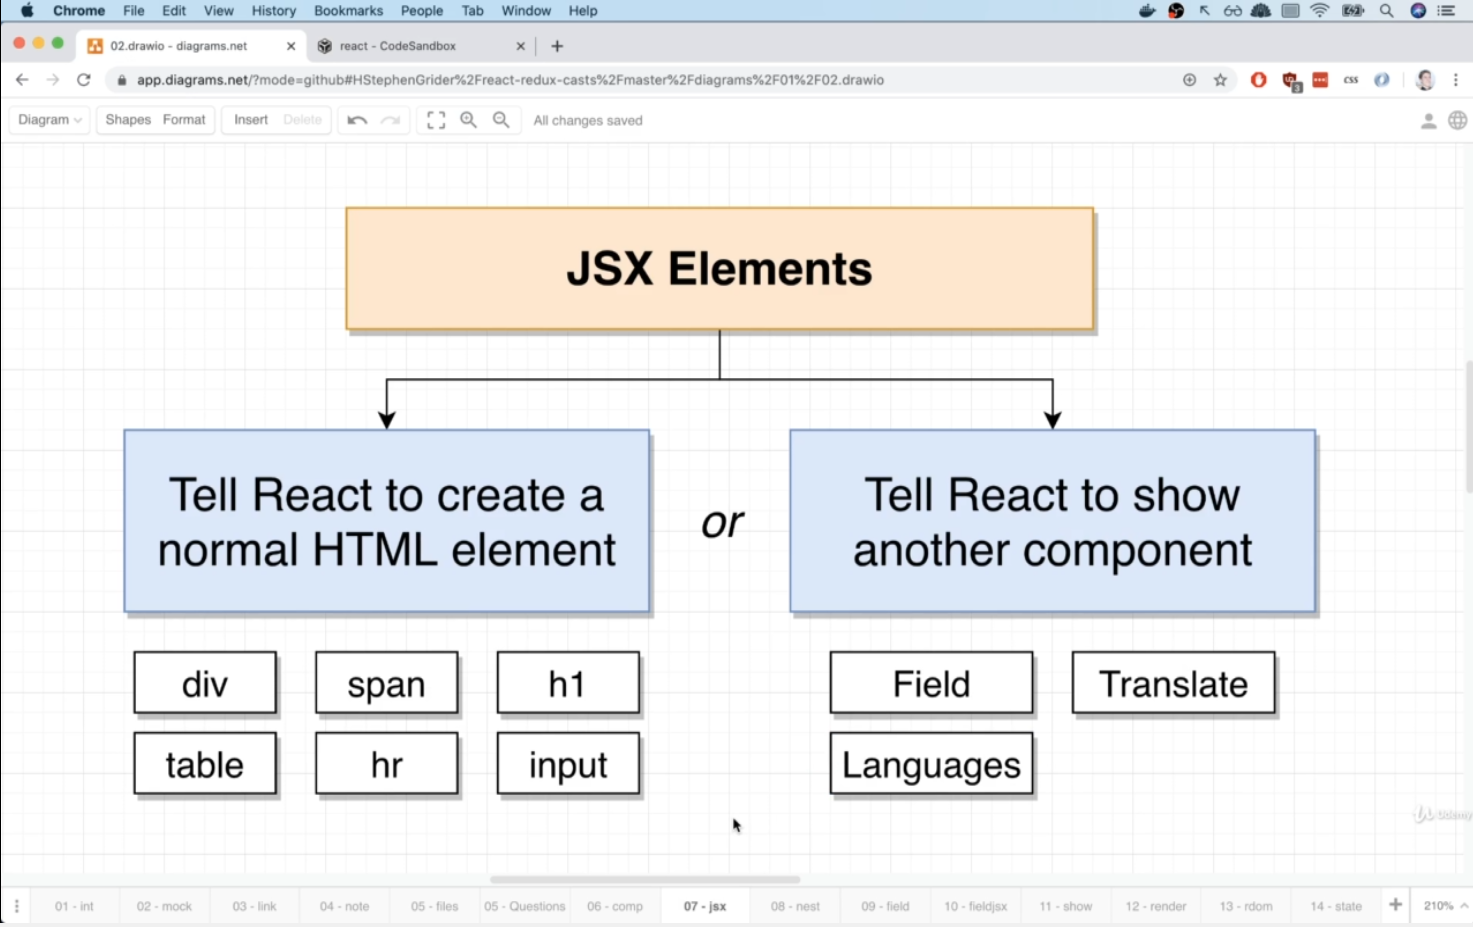 Chrome File Edit View History Bookmarks People Tab Window Help
02.drawio - diagrams.net
react - CodeSandbox
app.diagrams.net/?mode=github#HStephenGrider%2Freact-redux-casts%2Fmaster%2Fdiagrams%2F01%2F02.drawio
3
css
Diagram Shapes Format Insert Delete All changes saved
JSX Elements
Tell React to create a
normal HTML element
or
Tell React to show
another component
div span h1
table hr input
Field Translate
Languages
Udemy
01 - int 02 - mock 03 - link 04 - note 05 - files 05 - Questions 06 - comp 07 - jsx 08 - nest 09 - field 10 - fieldjsx 11 - show 12 - render 13 - rdom 14 - state 210%